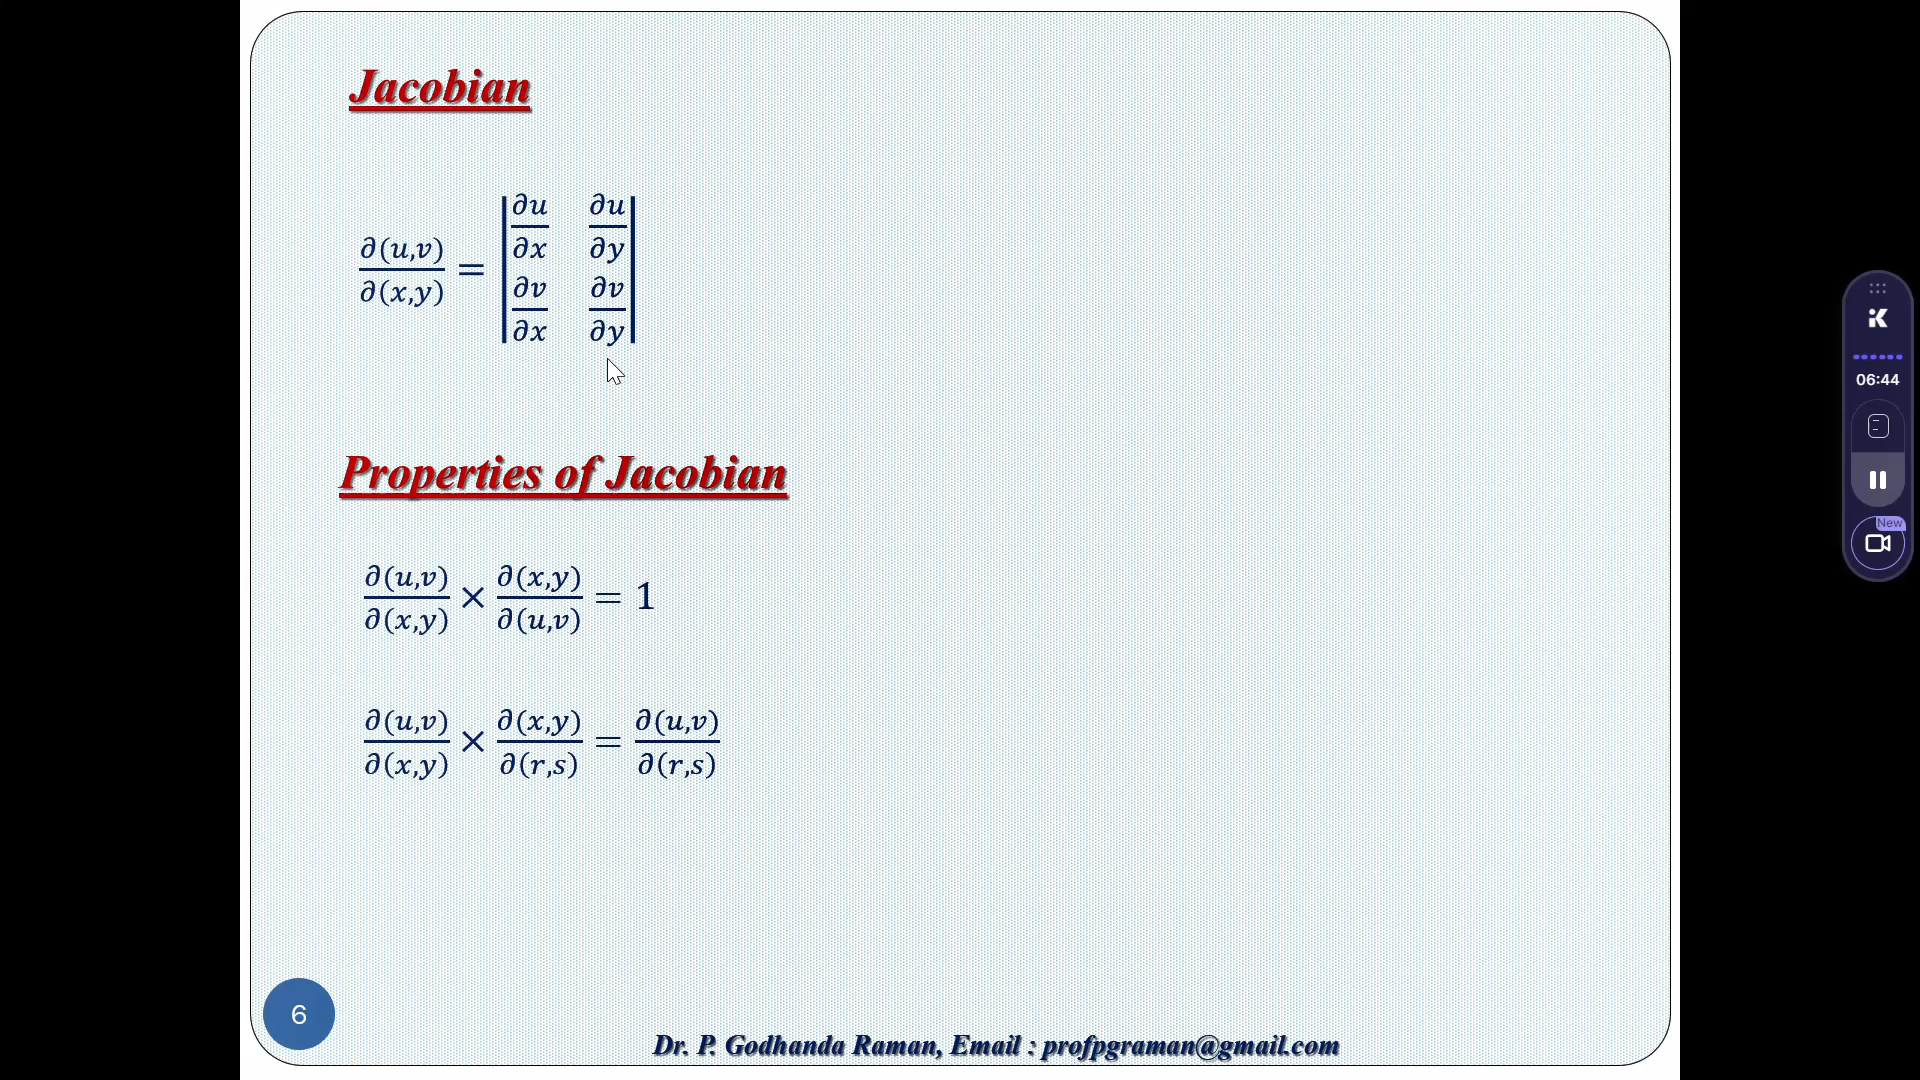 Jacobian
∂(u,v)/∂(x,y) = |∂u/∂x ∂u/∂y|
|∂v/∂x ∂v/∂y|
Properties of Jacobian
∂(u,v)/∂(x,y) × ∂(x,y)/∂(u,v) = 1
∂(u,v)/∂(x,y) × ∂(x,y)/∂(r,s) = ∂(u,v)/∂(r,s)
6
Dr. P. Godhanda Raman, Email : profpgraman@gmail.com
06:44
New